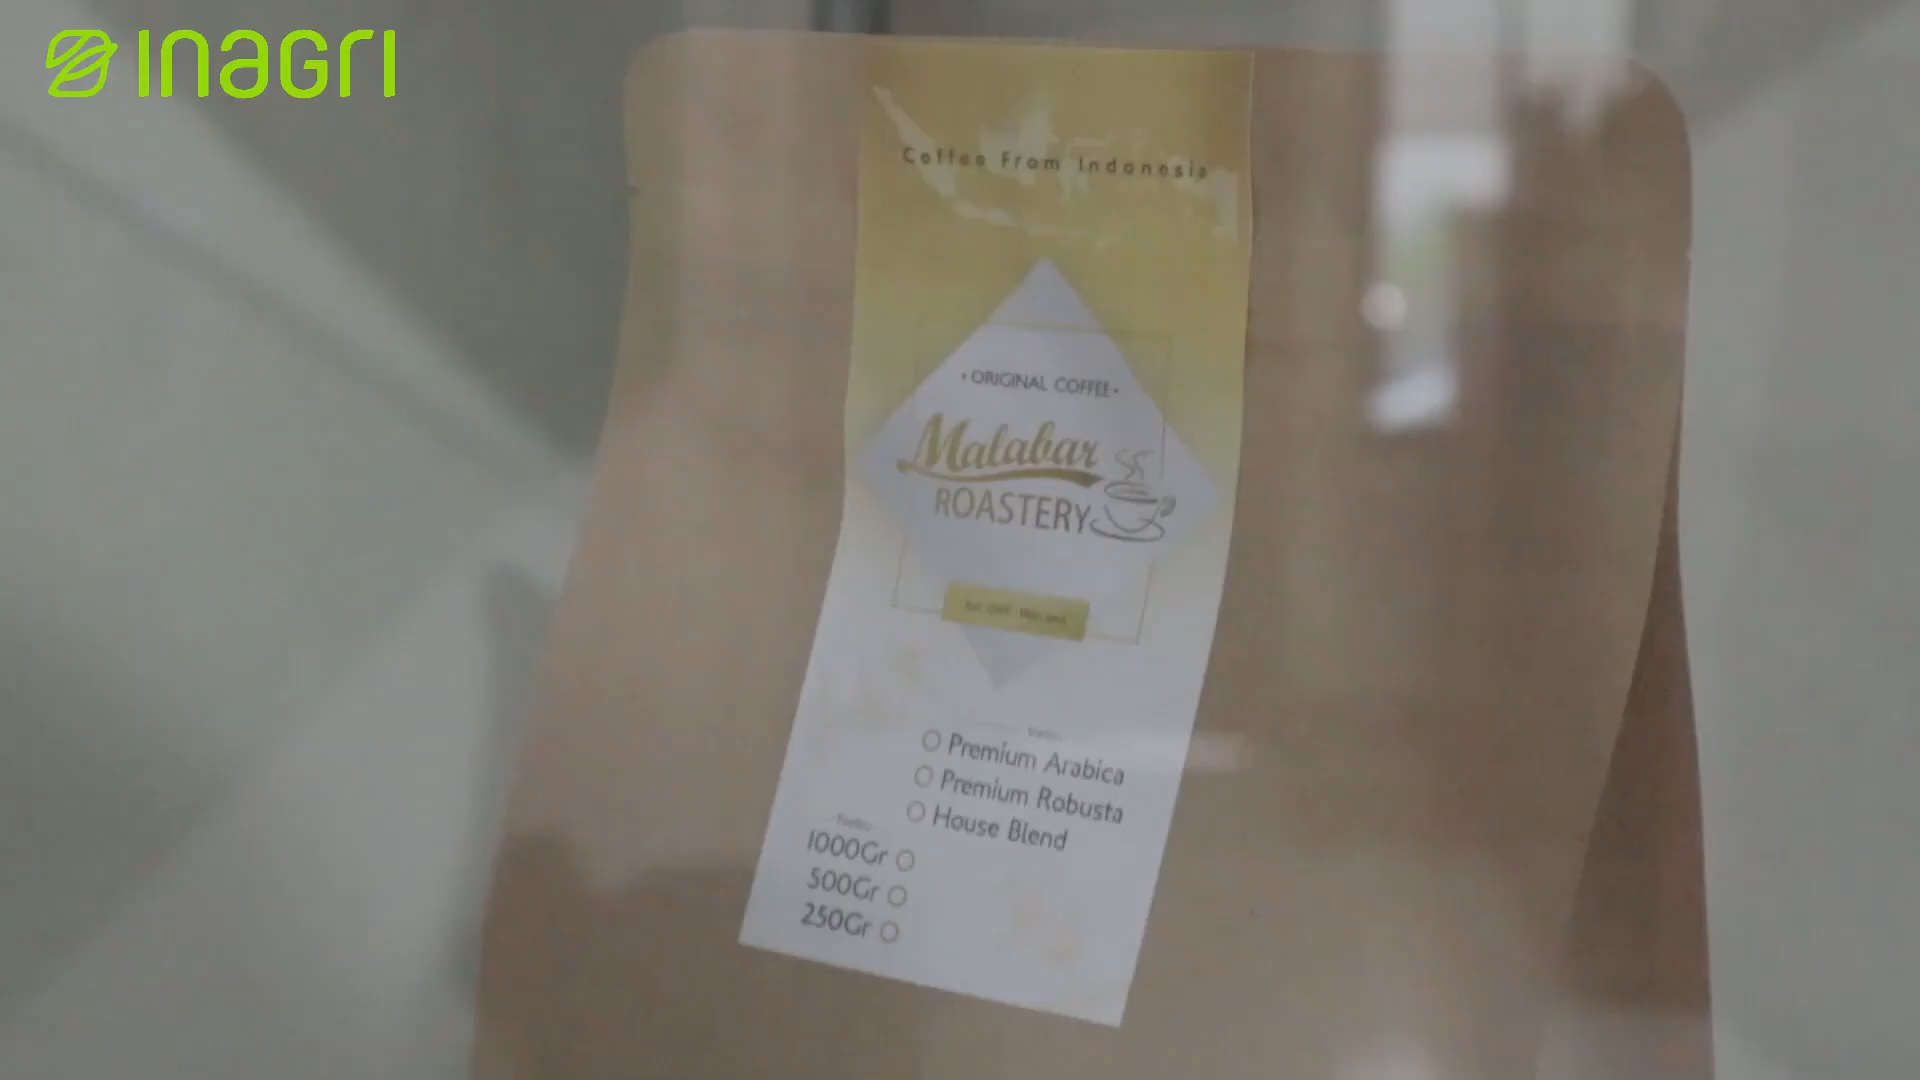 INAGRI
Coffee From Indonesia
• ORIGINAL COFFEE •
Malabar
ROASTERY
Premium Arabica
Premium Robusta
House Blend
1000Gr
500Gr
250Gr